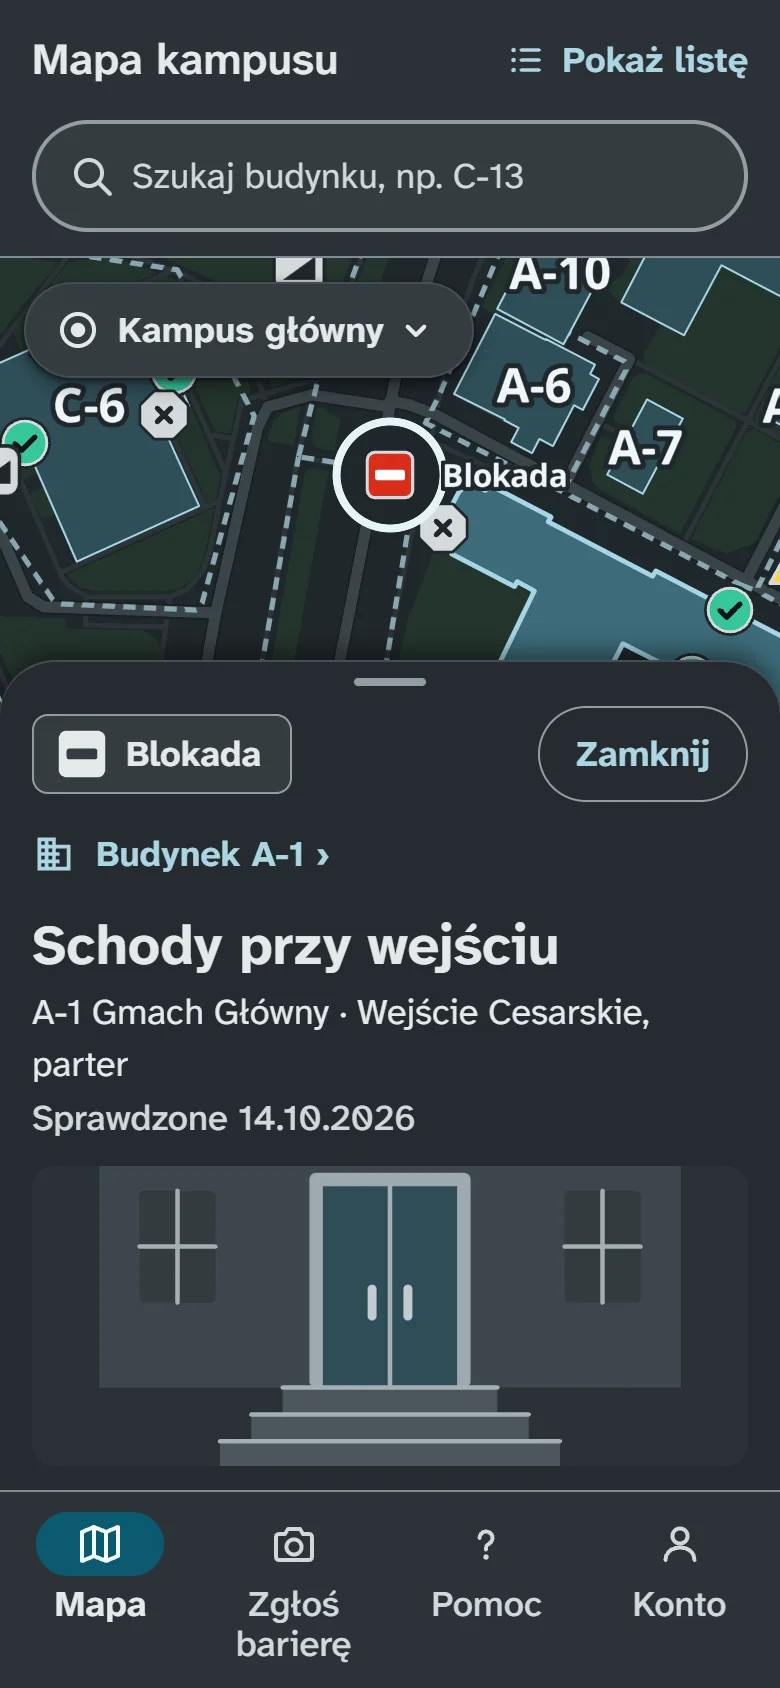 Mapa kampusu
Pokaż listę
Szukaj budynku, np. C-13
A-10
Kampus główny
A-6
C-6
A-7
Blokada
Blokada
Zamknij
Budynek A-1 ›
Schody przy wejściu
A-1 Gmach Główny · Wejście Cesarskie,
parter
Sprawdzone 14.10.2026
Mapa
Zgłoś
barierę
Pomoc
Konto